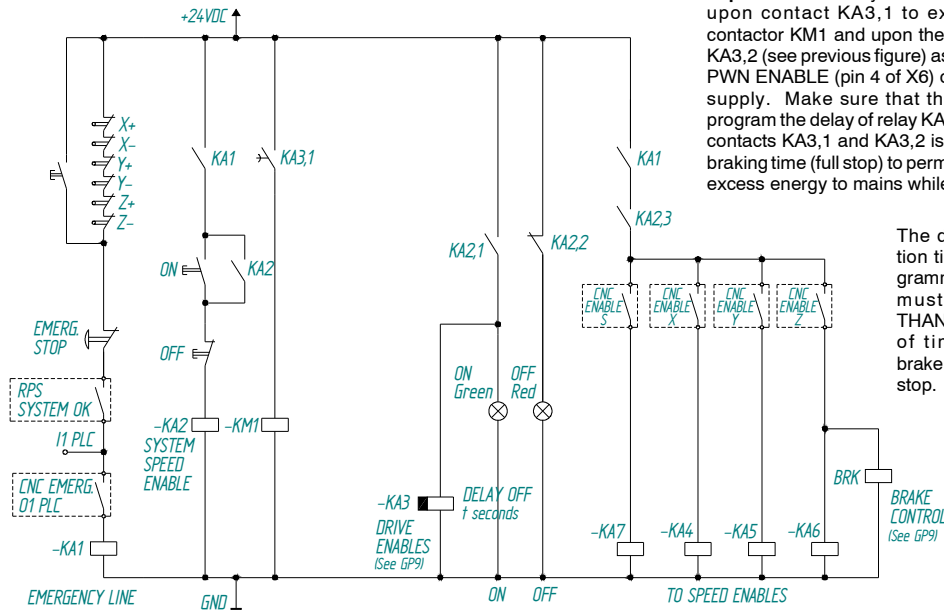 +24VDC
upon contact KA3,1 to ex
contactor KM1 and upon the
KA3,2 (see previous figure) as
PWN ENABLE (pin 4 of X6) o
supply. Make sure that th
program the delay of relay KA
contacts KA3,1 and KA3,2 is
braking time (full stop) to perm
excess energy to mains while
The d
tion ti
gramm
must
THAN
of tim
brake
stop.
X+
X-
Y+
Y-
Z+
Z-
KA1
KA3,1
KA1
KA2,3
ON
KA2
KA2,1
KA2,2
CNC
ENABLE
S
CNC
ENABLE
X
CNC
ENABLE
Y
CNC
ENABLE
Z
EMERG.
STOP
OFF
RPS
SYSTEM OK
ON
Green
OFF
Red
I1 PLC
-KA2
SYSTEM
SPEED
ENABLE
-KM1
CNC EMERG.
O1 PLC
-KA3
DRIVE
ENABLES
(See GP9)
DELAY OFF
t seconds
BRK
BRAKE
CONTROL
(See GP9)
-KA1
-KA7
-KA4
-KA5
-KA6
EMERGENCY LINE
GND
ON
OFF
TO SPEED ENABLES